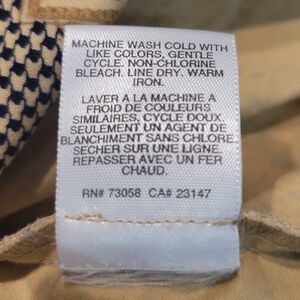 MACHINE WASH COLD WITH
LIKE COLORS, GENTLE
CYCLE. NON-CHLORINE
BLEACH. LINE DRY. WARM
IRON.
LAVER A LA MACHINE A
FROID DE COULEURS
SIMILAIRES, CYCLE DOUX.
SEULEMENT UN AGENT DE
BLANCHIMENT SANS CHLORE.
SECHER SUR UNE LIGNE.
REPASSER AVEC UN FER
CHAUD.
RN# 73058 CA# 23147